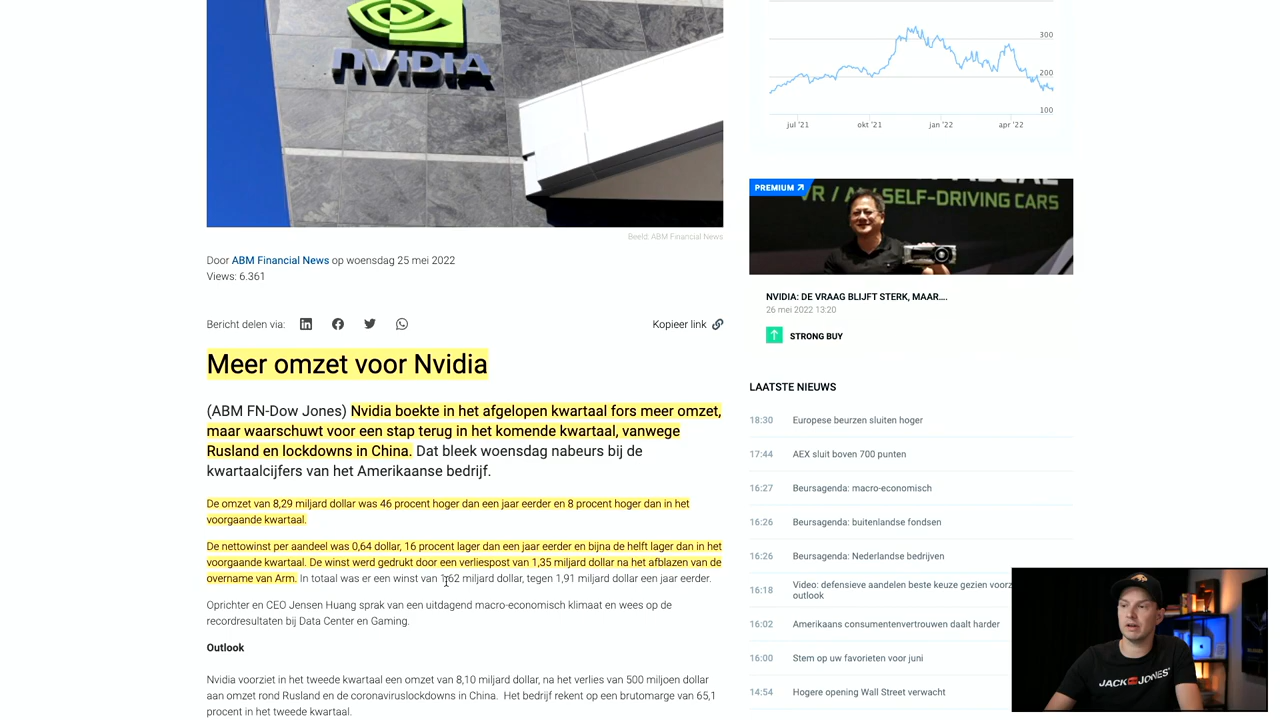 nVIDIA
Beeld: ABM Financial News
Door ABM Financial News op woensdag 25 mei 2022
Views: 6.361
Bericht delen via:
Kopieer link
Meer omzet voor Nvidia
(ABM FN-Dow Jones) Nvidia boekte in het afgelopen kwartaal fors meer omzet,
maar waarschuwt voor een stap terug in het komende kwartaal, vanwege
Rusland en lockdowns in China. Dat bleek woensdag nabeurs bij de
kwartaalcijfers van het Amerikaanse bedrijf.
De omzet van 8,29 miljard dollar was 46 procent hoger dan een jaar eerder en 8 procent hoger dan in het
voorgaande kwartaal.
De nettowinst per aandeel was 0,64 dollar, 16 procent lager dan een jaar eerder en bijna de helft lager dan in het
voorgaande kwartaal. De winst werd gedrukt door een verliespost van 1,35 miljard dollar na het afblazen van de
overname van Arm. In totaal was er een winst van 1,62 miljard dollar, tegen 1,91 miljard dollar een jaar eerder.
Oprichter en CEO Jensen Huang sprak van een uitdagend macro-economisch klimaat en wees op de
recordresultaten bij Data Center en Gaming.
Outlook
Nvidia voorziet in het tweede kwartaal een omzet van 8,10 miljard dollar, na het verlies van 500 miljoen dollar
aan omzet rond Rusland en de coronaviruslockdowns in China. Het bedrijf rekent op een brutomarge van 65,1
procent in het tweede kwartaal.
300
200
100
jul '21 okt '21 jan '22 apr '22
PREMIUM
VR / A SELF-DRIVING CARS
NVIDIA: DE VRAAG BLIJFT STERK, MAAR....
26 mei 2022 13:20
STRONG BUY
LAATSTE NIEUWS
18:30 Europese beurzen sluiten hoger
17:44 AEX sluit boven 700 punten
16:27 Beursagenda: macro-economisch
16:26 Beursagenda: buitenlandse fondsen
16:26 Beursagenda: Nederlandse bedrijven
16:18 Video: defensieve aandelen beste keuze gezien voorz
outlook
16:02 Amerikaans consumentenvertrouwen daalt harder
16:00 Stem op uw favorieten voor juni
14:54 Hogere opening Wall Street verwacht
JACK JONES